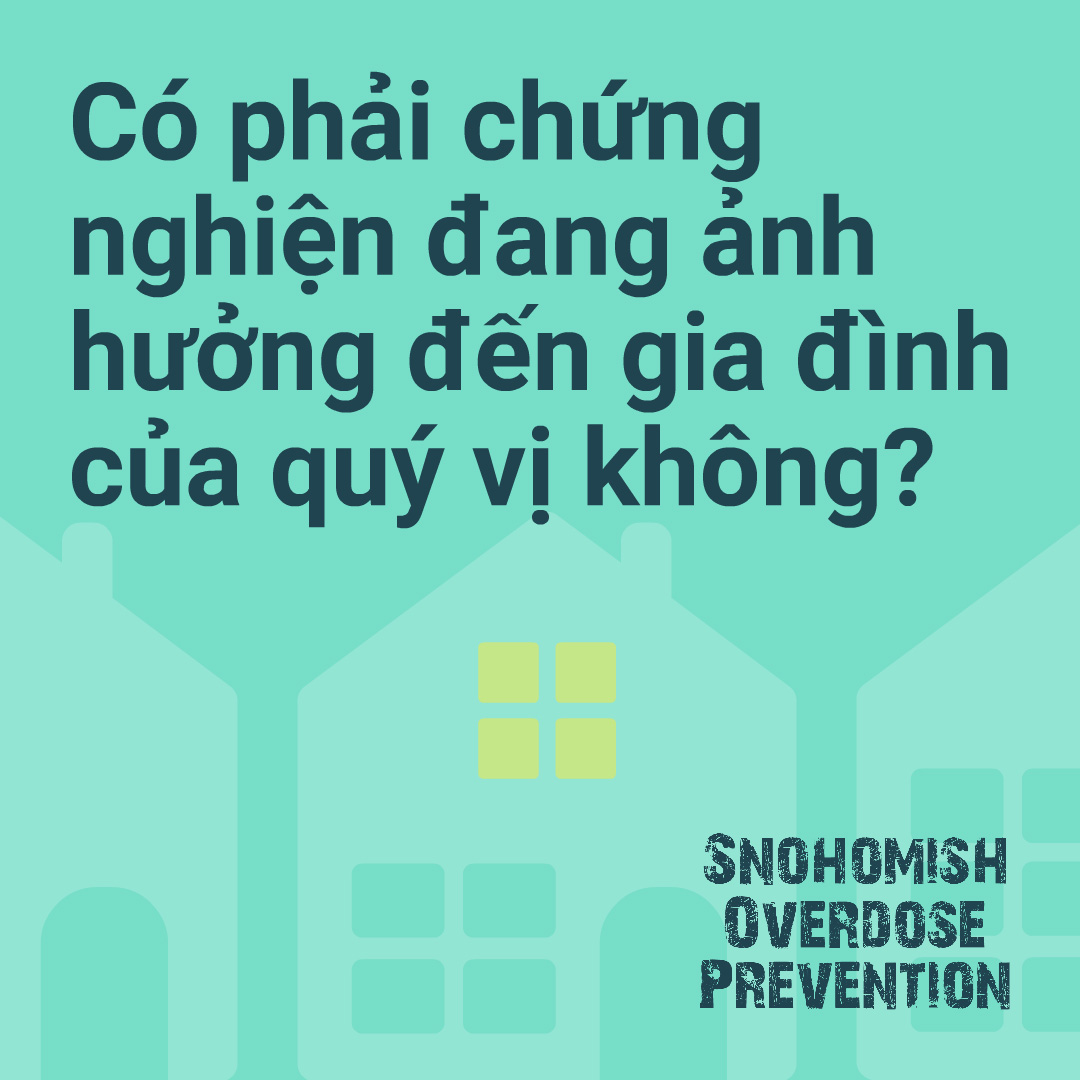 Có phải chứng
nghiện đang ảnh
hưởng đến gia đình
của quý vị không?
SNOHOMISH
OVERDOSE
PREVENTION